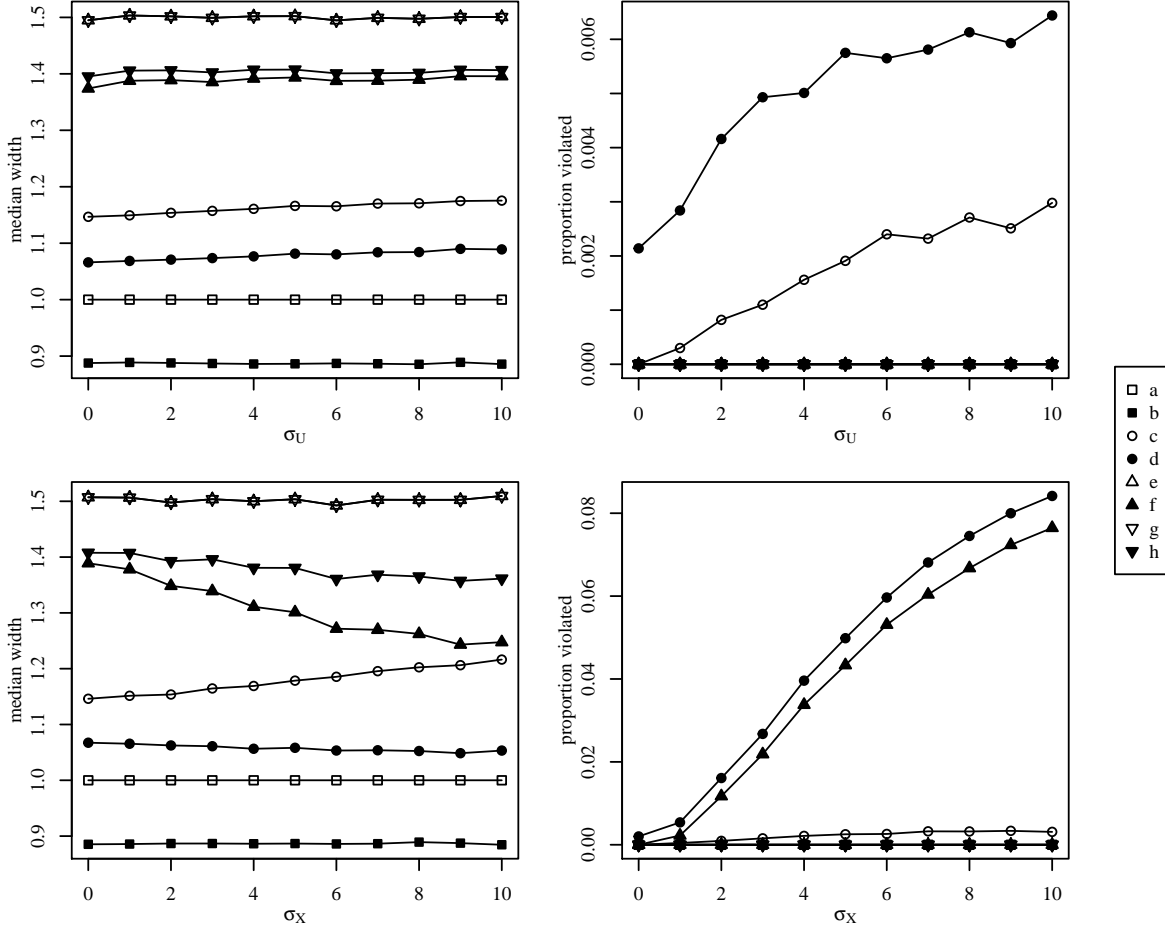 median width
0.9 1.0 1.1 1.2 1.3 1.4 1.5
0 2 4 6 8 10
σU
proportion violated
0.000 0.002 0.004 0.006
0 2 4 6 8 10
σU
median width
0.9 1.0 1.1 1.2 1.3 1.4 1.5
0 2 4 6 8 10
σX
proportion violated
0.00 0.02 0.04 0.06 0.08
0 2 4 6 8 10
σX
a
b
c
d
e
f
g
h